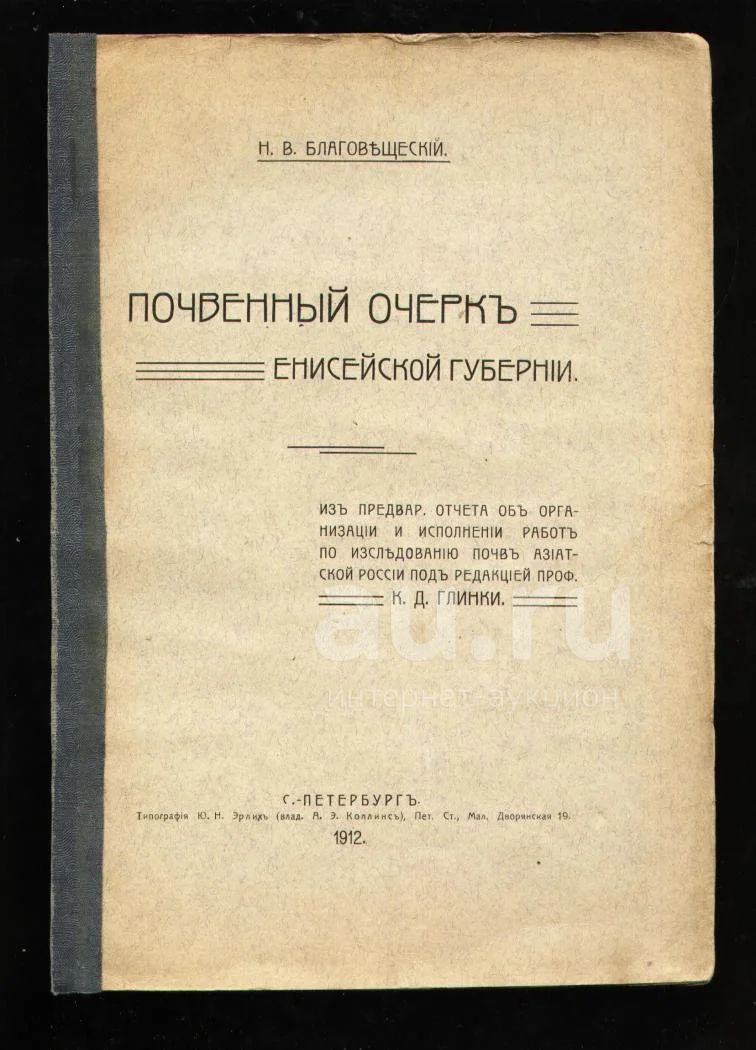 Н. В. БЛАГОВѢЩЕСКІЙ.
ПОЧВЕННЫЙ ОЧЕРКЪ
ЕНИСЕЙСКОЙ ГУБЕРНІИ.
ИЗЪ ПРЕДВАР. ОТЧЕТА ОБЪ ОРГА-
НИЗАЦІИ И ИСПОЛНЕНІИ РАБОТЪ
ПО ИЗСЛѢДОВАНІЮ ПОЧВЪ АЗІАТ-
СКОЙ РОССІИ ПОДЪ РЕДАКЦІЕЙ ПРОФ.
К. Д. ГЛИНКИ.
au.ru
интернет-аукцион
С.-ПЕТЕРБУРГЪ.
Типографія Ю. Н. Эрлихъ (влад. А. Э. Коллинсъ), Пет. Ст., Мал. Дворянская 19.
1912.